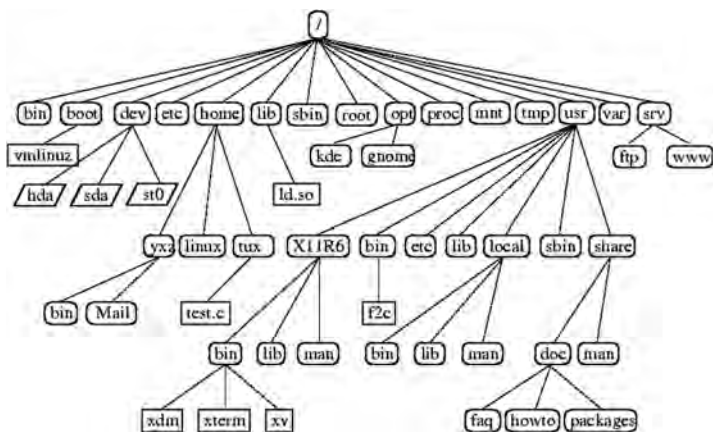 /
bin boot dev etc home lib sbin root opt proc mnt tmp usr var srv
vmlinuz kde gnome ftp www
hda sda st0 ld.so
yxz linux tux X11R6 bin etc lib local sbin share
bin Mail test.c f2c
bin lib man bin lib man doc man
xdm xterm xv faq howto packages